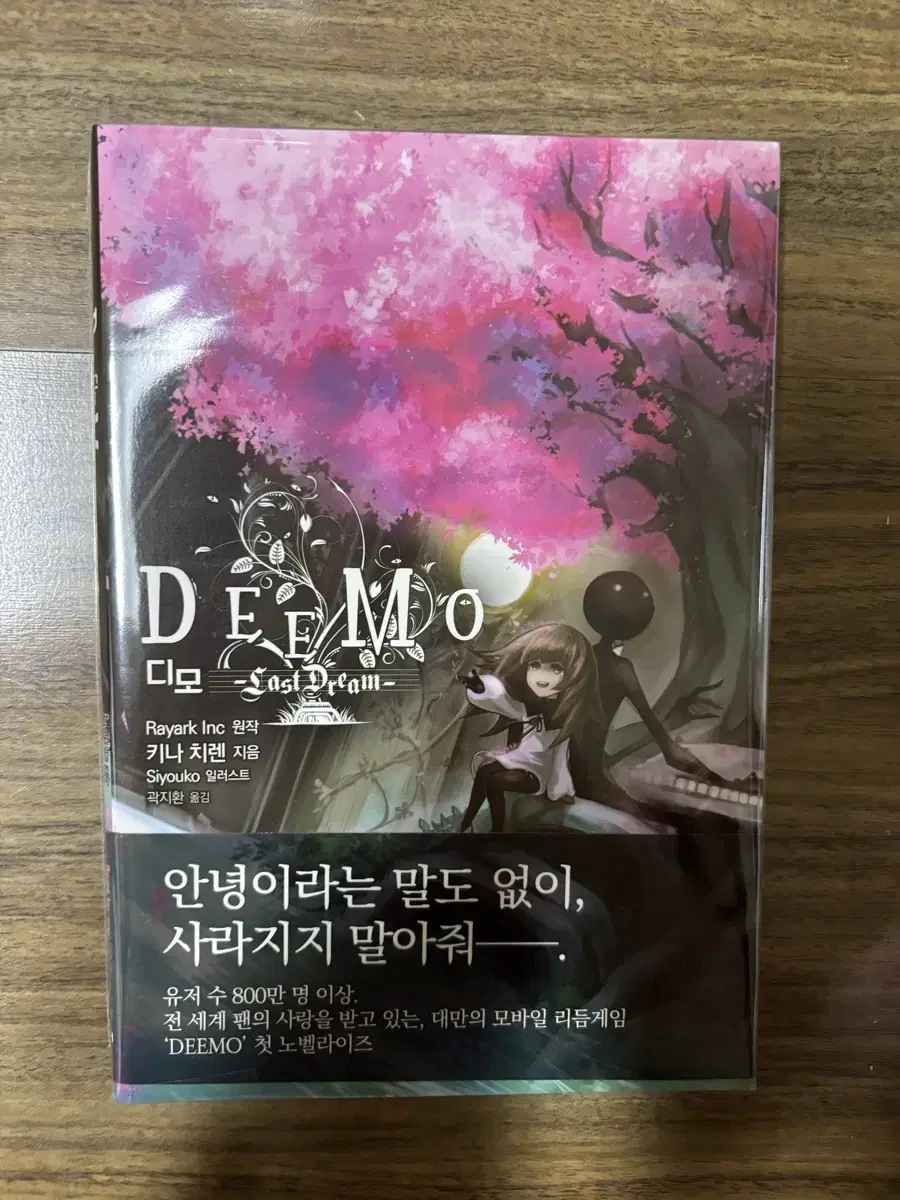 DEEMO
디모
-Last Dream-
Rayark Inc 원작
키나 치렌 지음
Siyouko 일러스트
곽지환 옮김
안녕이라는 말도 없이,
사라지지 말아줘──.
유저 수 800만 명 이상.
전 세계 팬의 사랑을 받고 있는, 대만의 모바일 리듬게임
‘DEEMO’ 첫 노벨라이즈